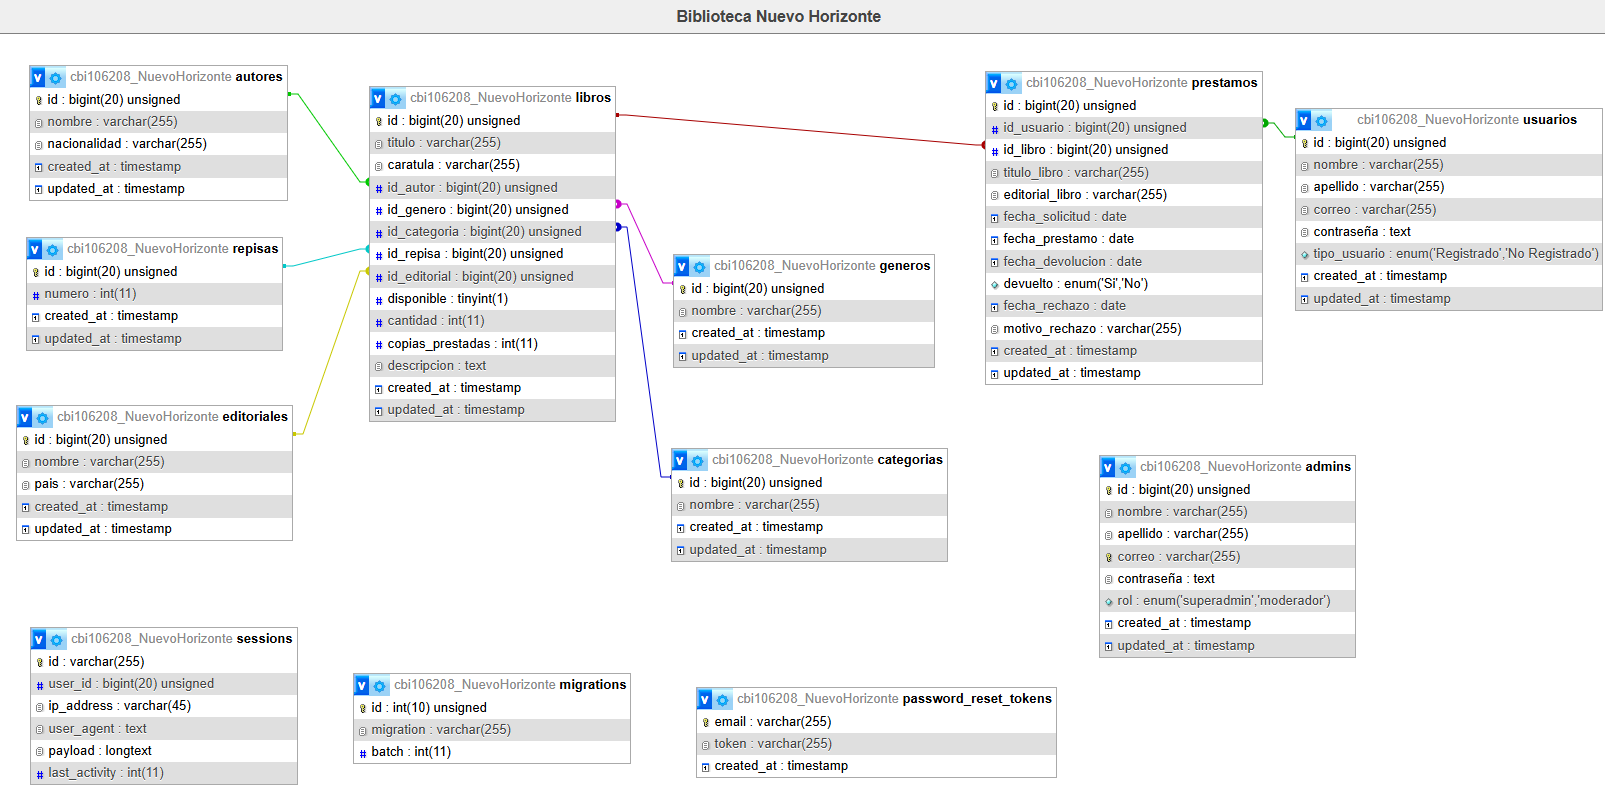 Biblioteca Nuevo Horizonte
cbi106208_NuevoHorizonte autores
id : bigint(20) unsigned
nombre : varchar(255)
nacionalidad : varchar(255)
created_at : timestamp
updated_at : timestamp
cbi106208_NuevoHorizonte repisas
id : bigint(20) unsigned
numero : int(11)
created_at : timestamp
updated_at : timestamp
cbi106208_NuevoHorizonte editoriales
id : bigint(20) unsigned
nombre : varchar(255)
pais : varchar(255)
created_at : timestamp
updated_at : timestamp
cbi106208_NuevoHorizonte libros
id : bigint(20) unsigned
titulo : varchar(255)
caratula : varchar(255)
id_autor : bigint(20) unsigned
id_genero : bigint(20) unsigned
id_categoria : bigint(20) unsigned
id_repisa : bigint(20) unsigned
id_editorial : bigint(20) unsigned
disponible : tinyint(1)
cantidad : int(11)
copias_prestadas : int(11)
descripcion : text
created_at : timestamp
updated_at : timestamp
cbi106208_NuevoHorizonte generos
id : bigint(20) unsigned
nombre : varchar(255)
created_at : timestamp
updated_at : timestamp
cbi106208_NuevoHorizonte categorias
id : bigint(20) unsigned
nombre : varchar(255)
created_at : timestamp
updated_at : timestamp
cbi106208_NuevoHorizonte prestamos
id : bigint(20) unsigned
id_usuario : bigint(20) unsigned
id_libro : bigint(20) unsigned
titulo_libro : varchar(255)
editorial_libro : varchar(255)
fecha_solicitud : date
fecha_prestamo : date
fecha_devolucion : date
devuelto : enum('Si','No')
fecha_rechazo : date
motivo_rechazo : varchar(255)
created_at : timestamp
updated_at : timestamp
cbi106208_NuevoHorizonte usuarios
id : bigint(20) unsigned
nombre : varchar(255)
apellido : varchar(255)
correo : varchar(255)
contraseña : text
tipo_usuario : enum('Registrado','No Registrado')
created_at : timestamp
updated_at : timestamp
cbi106208_NuevoHorizonte admins
id : bigint(20) unsigned
nombre : varchar(255)
apellido : varchar(255)
correo : varchar(255)
contraseña : text
rol : enum('superadmin','moderador')
created_at : timestamp
updated_at : timestamp
cbi106208_NuevoHorizonte sessions
id : varchar(255)
user_id : bigint(20) unsigned
ip_address : varchar(45)
user_agent : text
payload : longtext
last_activity : int(11)
cbi106208_NuevoHorizonte migrations
id : int(10) unsigned
migration : varchar(255)
batch : int(11)
cbi106208_NuevoHorizonte password_reset_tokens
email : varchar(255)
token : varchar(255)
created_at : timestamp